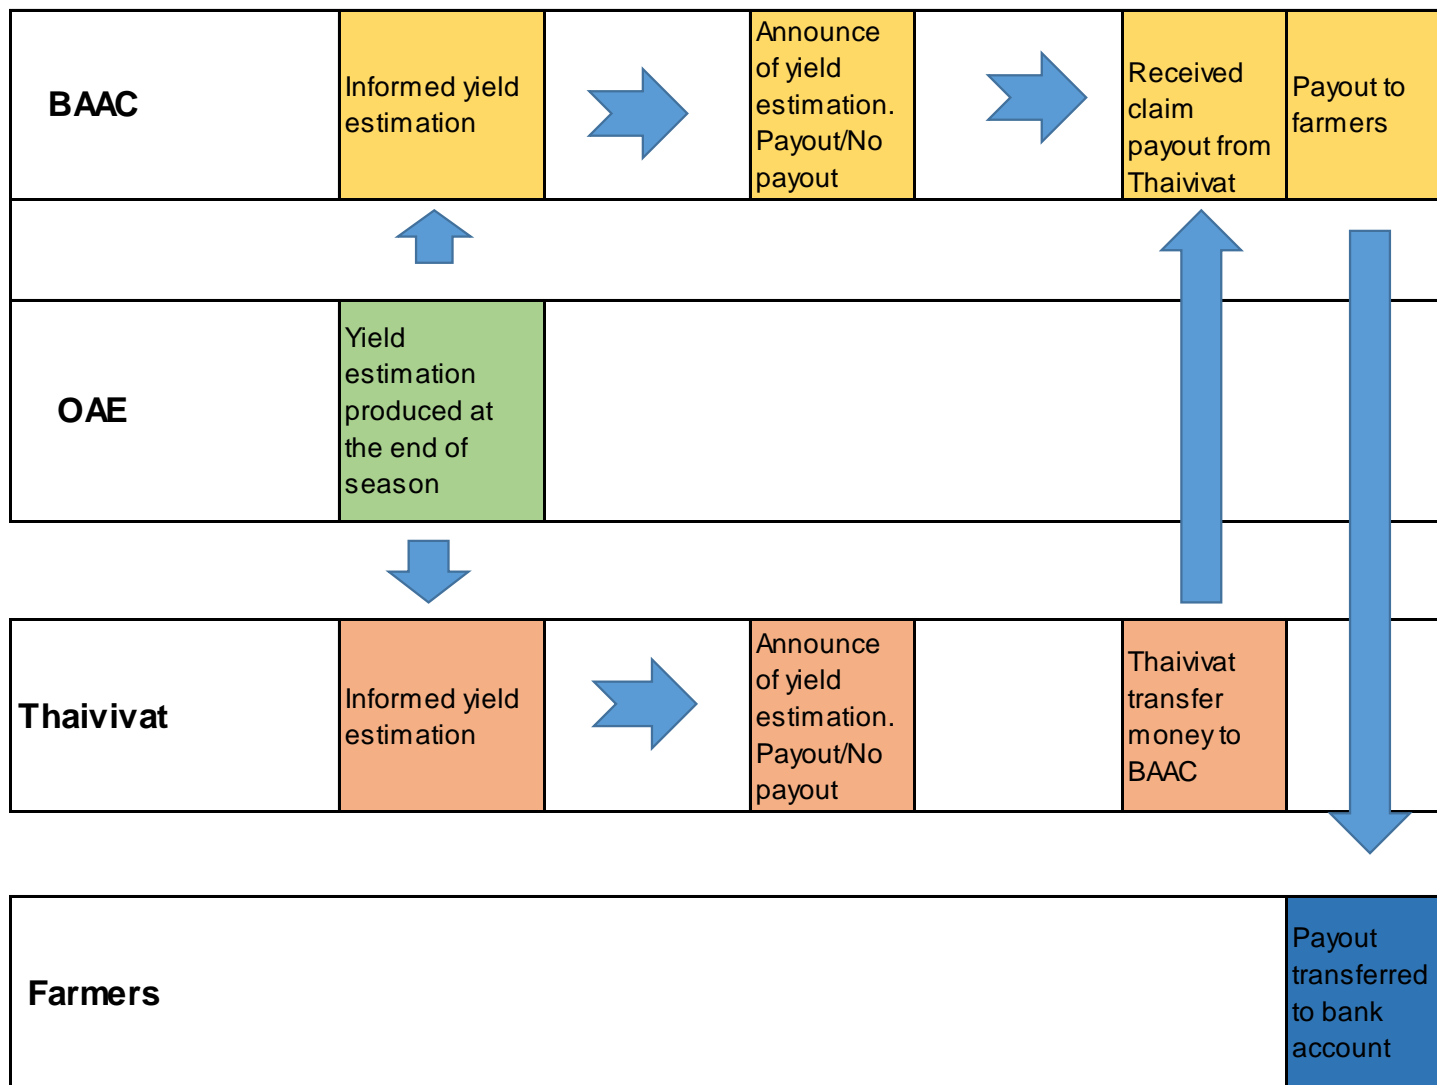 BAAC
Informed yield
estimation
Announce
of yield
estimation.
Payout/No
payout
Received
claim
payout from
Thaivivat
Payout to
farmers
OAE
Yield
estimation
produced at
the end of
season
Thaivivat
Informed yield
estimation
Announce
of yield
estimation.
Payout/No
payout
Thaivivat
transfer
money to
BAAC
Farmers
Payout
transferred
to bank
account